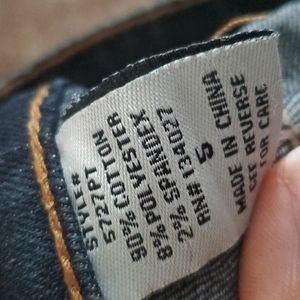 STYLE#
5727PT
90% COTTON
8% POLYESTER
2% SPANDEX
RN# 134027
S
MADE IN CHINA
SEE REVERSE
FOR CARE